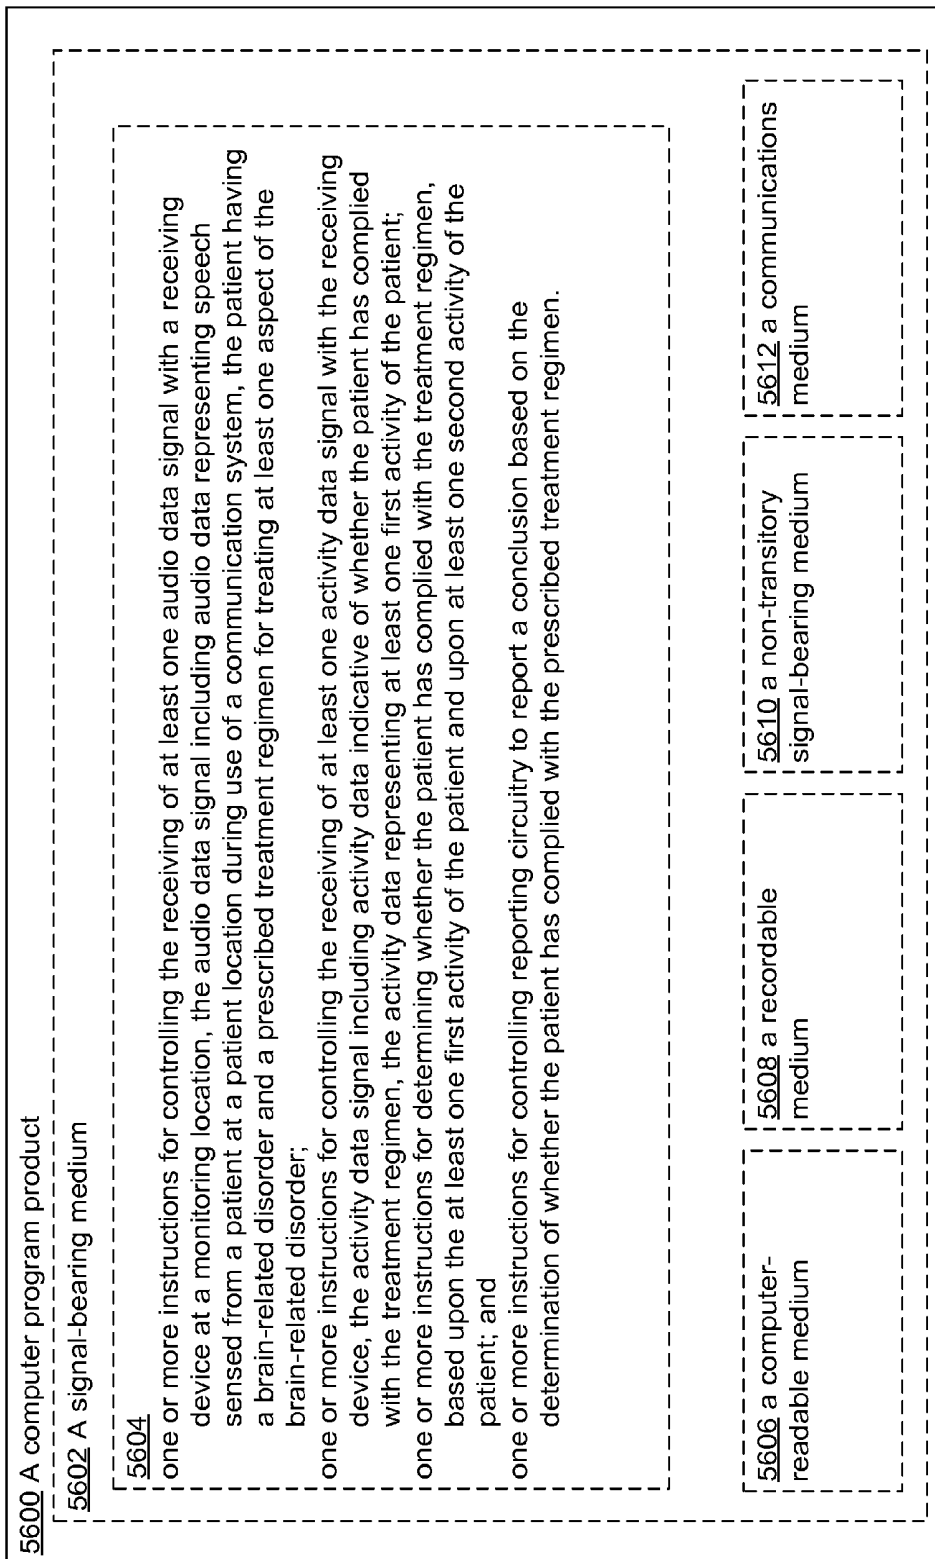 5600 A computer program product
5602 A signal-bearing medium
5604
one or more instructions for controlling the receiving of at least one audio data signal with a receiving
device at a monitoring location, the audio data signal including audio data representing speech
sensed from a patient at a patient location during use of a communication system, the patient having
a brain-related disorder and a prescribed treatment regimen for treating at least one aspect of the
brain-related disorder;
one or more instructions for controlling the receiving of at least one activity data signal with the receiving
device, the activity data signal including activity data indicative of whether the patient has complied
with the treatment regimen, the activity data representing at least one first activity of the patient;
one or more instructions for determining whether the patient has complied with the treatment regimen,
based upon the at least one first activity of the patient and upon at least one second activity of the
patient; and
one or more instructions for controlling reporting circuitry to report a conclusion based on the
determination of whether the patient has complied with the prescribed treatment regimen.
5606 a computer-
readable medium
5608 a recordable
medium
5610 a non-transitory
signal-bearing medium
5612 a communications
medium